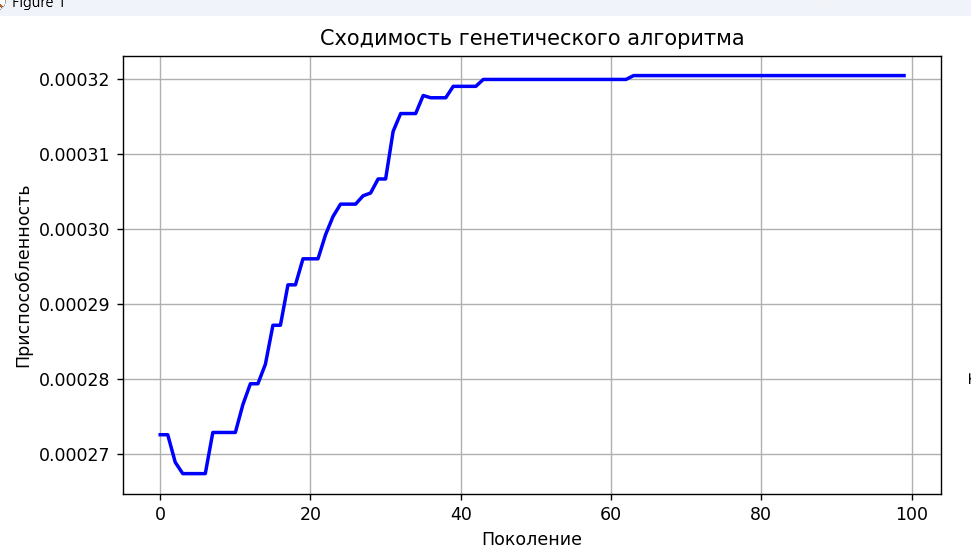 Figure 1
Сходимость генетического алгоритма
Приспособленность
0.00032
0.00031
0.00030
0.00029
0.00028
0.00027
0 20 40 60 80 100
Поколение